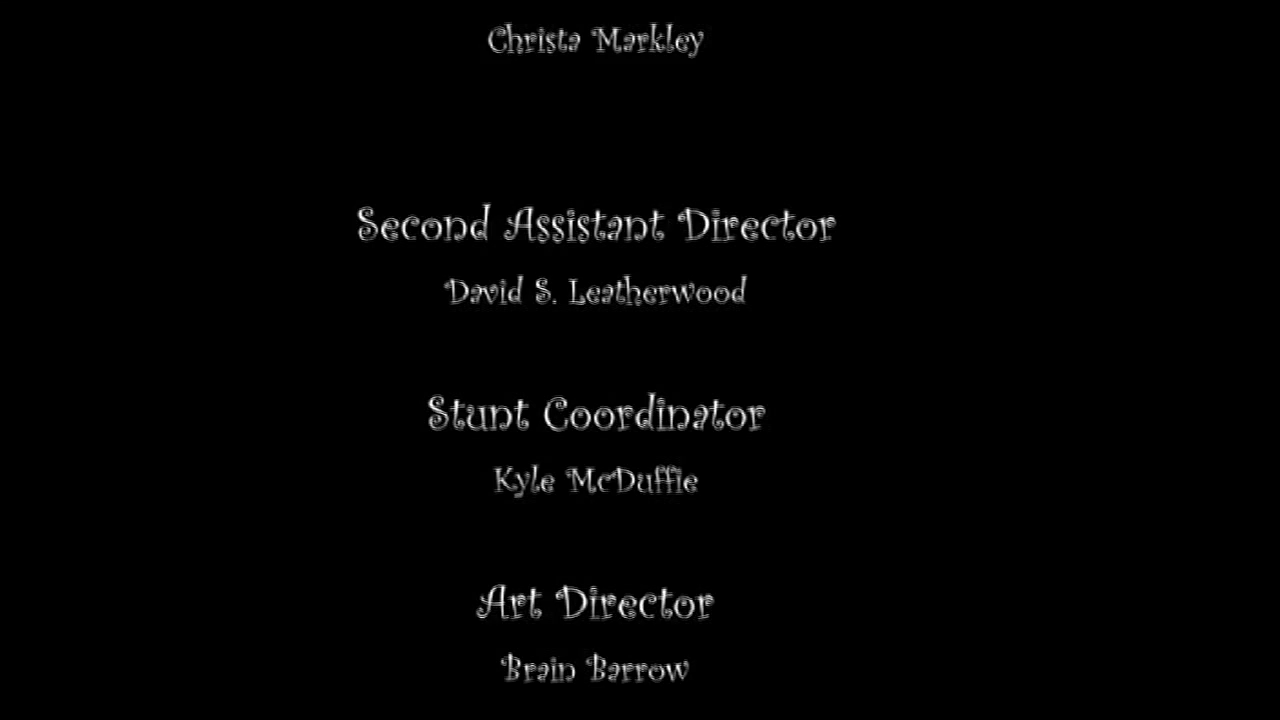 Christa Markley
Second Assistant Director
David S. Leatherwood
Stunt Coordinator
Kyle McDuffie
Art Director
Brain Barrow